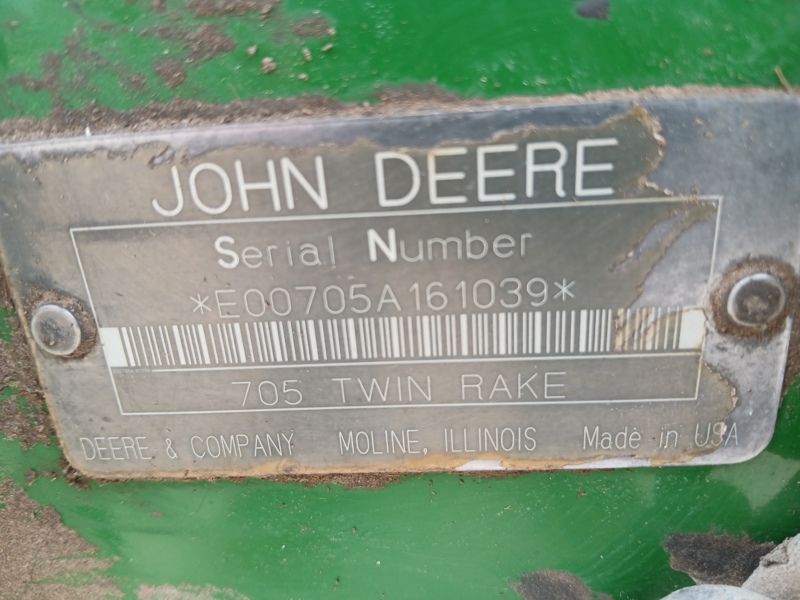 JOHN DEERE
Serial Number
*E00705A161039*
705 TWIN RAKE
DEERE & COMPANY MOLINE, ILLINOIS Made in USA